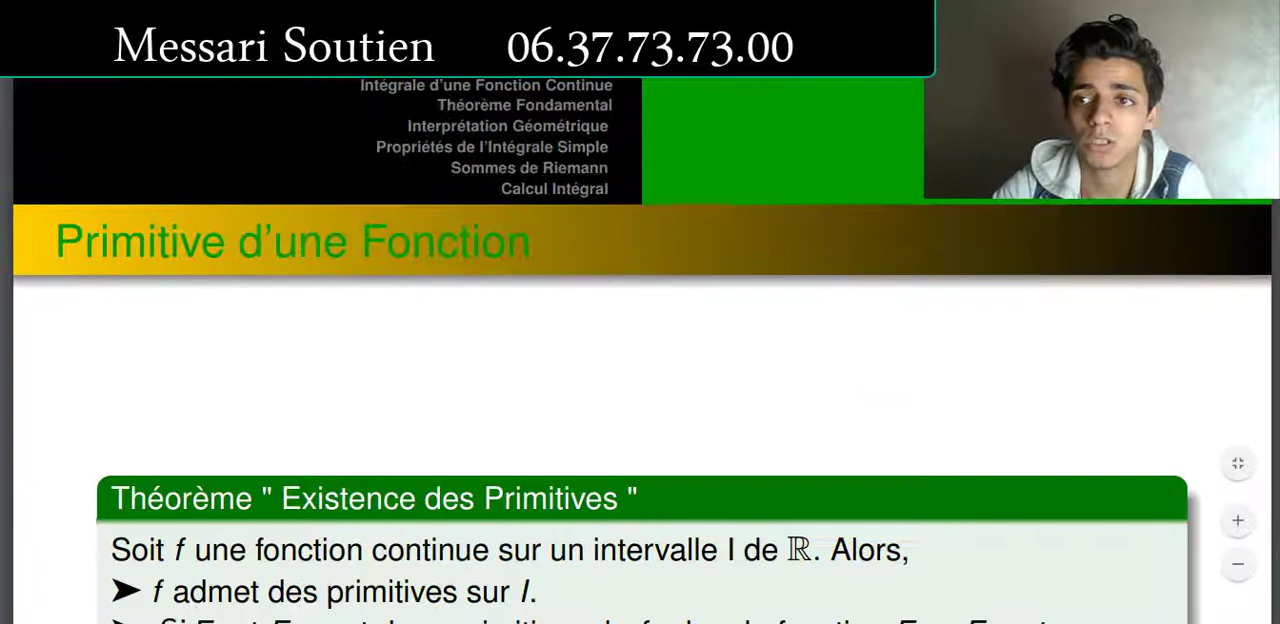 Messari Soutien 06.37.73.73.00
Intégrale d'une Fonction Continue
Théorème Fondamental
Interprétation Géométrique
Propriétés de l'Intégrale Simple
Sommes de Riemann
Calcul Intégral
Primitive d'une Fonction
Théorème " Existence des Primitives "
Soit f une fonction continue sur un intervalle I de ℝ. Alors,
➤ f admet des primitives sur I.